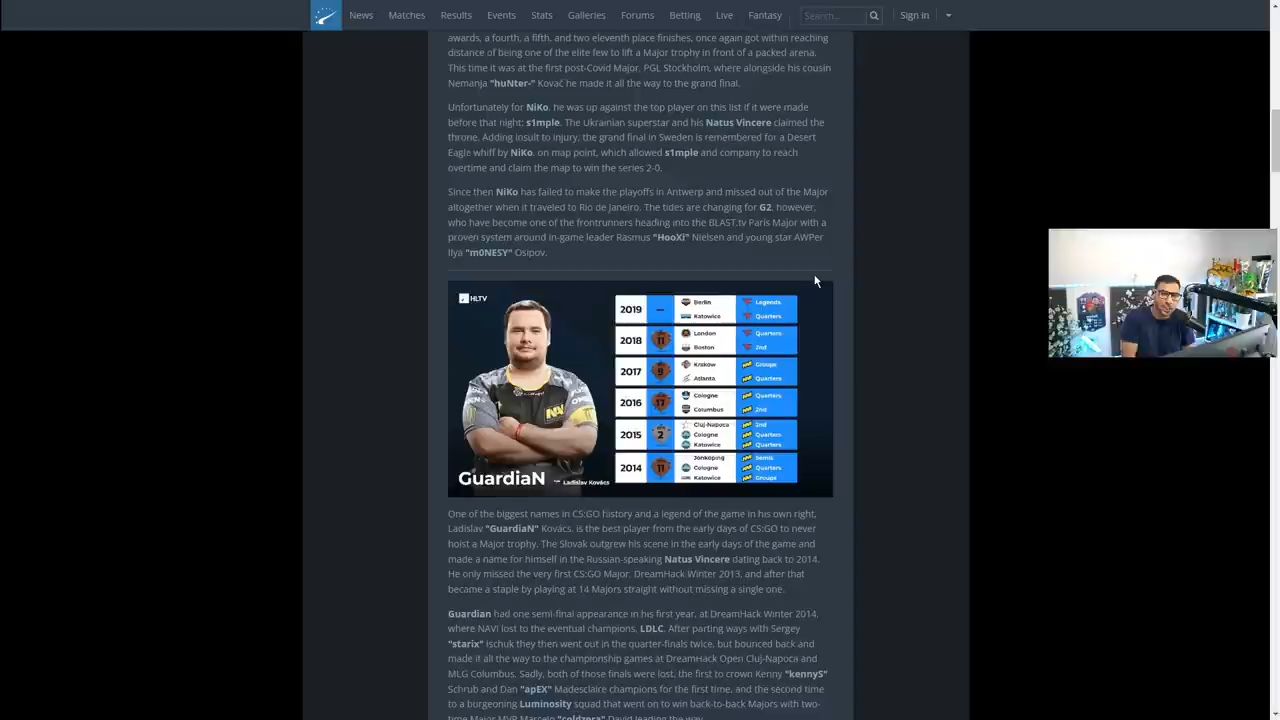 News Matches Results Events Stats Galleries Forums Betting Live Fantasy Search... Sign in
awards, a fourth, a fifth, and two eleventh place finishes, once again got within reaching
distance of being one of the elite few to lift a Major trophy in front of a packed arena.
This time it was at the first post-Covid Major, PGL Stockholm, where alongside his cousin
Nemanja "huNter-" Kovač he made it all the way to the grand final.
Unfortunately for NiKo, he was up against the top player on this list if it were made
before that night: s1mple. The Ukrainian superstar and his Natus Vincere claimed the
throne. Adding insult to injury, the grand final in Sweden is remembered for a Desert
Eagle whiff by NiKo, on map point, which allowed s1mple and company to reach
overtime and claim the map to win the series 2-0.
Since then NiKo has failed to make the playoffs in Antwerp and missed out of the Major
altogether when it traveled to Rio de Janeiro. The tides are changing for G2, however,
who have become one of the frontrunners heading into the BLAST.tv Paris Major with a
proven system around in-game leader Rasmus "HooXi" Nielsen and young star AWPer
Ilya "m0NESY" Osipov.
HLTV
2019 — Berlin Legends
Katowice Quarters
2018 11 London Quarters
Boston 2nd
2017 9 Krakow Groups
Atlanta Quarters
2016 17 Cologne Quarters
Columbus 2nd
2015 2 Cluj-Napoca 2nd
Cologne Quarters
Katowice Quarters
2014 11 Jonkoping Semis
Cologne Quarters
Katowice Groups
GuardiaN Ladislav Kovács
One of the biggest names in CS:GO history and a legend of the game in his own right,
Ladislav "GuardiaN" Kovács, is the best player from the early days of CS:GO to never
hoist a Major trophy. The Slovak outgrew his scene in the early days of the game and
made a name for himself in the Russian-speaking Natus Vincere dating back to 2014.
He only missed the very first CS:GO Major, DreamHack Winter 2013, and after that
became a staple by playing at 14 Majors straight without missing a single one.
Guardian had one semi-final appearance in his first year, at DreamHack Winter 2014,
where NAVI lost to the eventual champions, LDLC. After parting ways with Sergey
"starix" Ischuk they then went out in the quarter-finals twice, but bounced back and
made it all the way to the championship games at DreamHack Open Cluj-Napoca and
MLG Columbus. Sadly, both of those finals were lost, the first to crown Kenny "kennyS"
Schrub and Dan "apEX" Madesclaire champions for the first time, and the second time
to a burgeoning Luminosity squad that went on to win back-to-back Majors with two-
time Major MVP Marcelo "coldzera" David leading the way.